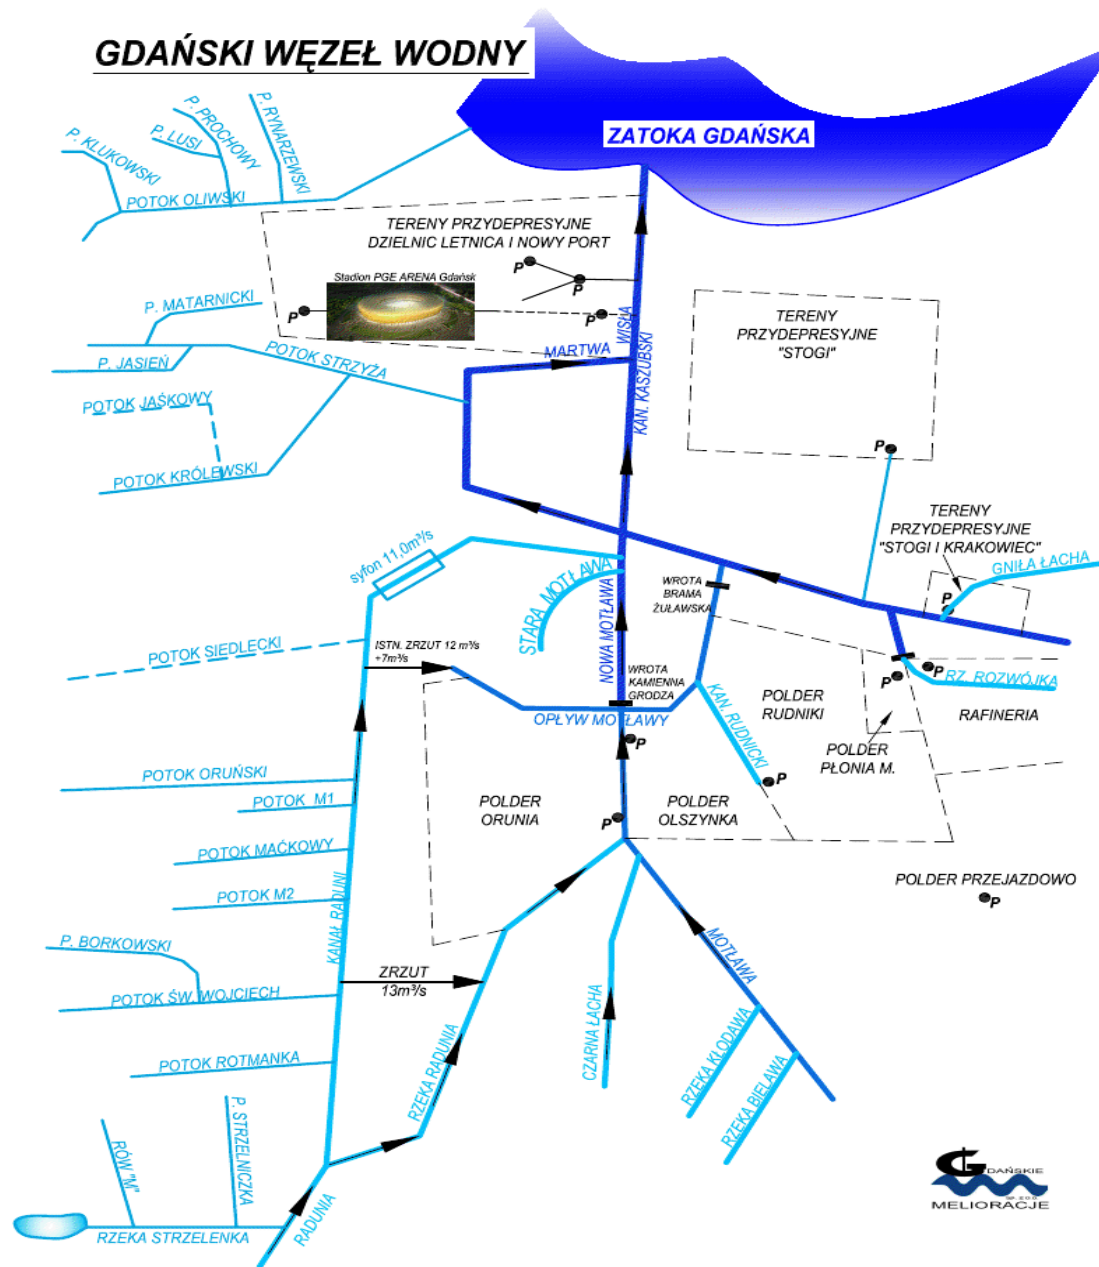 GDAŃSKI WĘZEŁ WODNY
ZATOKA GDAŃSKA
P. KLUKOWSKI
P. LUSI
P. PROCHOWY
P. RYNARZEWSKI
POTOK OLIWSKI
TERENY PRZYDEPRESYJNE
DZIELNIC LETNICA I NOWY PORT
P
P
Stadion PGE ARENA Gdańsk
P
P
P. MATARNICKI
P. JASIEŃ
POTOK STRZYŻA
MARTWA
WISŁA
KAN. KASZUBSKI
TERENY
PRZYDEPRESYJNE
"STOGI"
P
POTOK JAŚKOWY
POTOK KRÓLEWSKI
TERENY
PRZYDEPRESYJNE
"STOGI I KRAKOWIEC"
GNIŁA ŁACHA
P
syfon 11,0m³/s
STARA MOTŁAWA
NOWA MOTŁAWA
WROTA
BRAMA
ŻUŁAWSKA
POTOK SIEDLECKI
ISTN. ZRZUT 12 m³/s
+7m³/s
WROTA
KAMIENNA
GRODZA
OPŁYW MOTŁAWY
KAN. RUDNICKI
POLDER
RUDNIKI
P
P
RZ. ROZWÓJKA
RAFINERIA
POLDER
PŁONIA M.
P
P
P
POTOK ORUŃSKI
POTOK M1
POTOK MAĆKOWY
POTOK M2
KANAŁ RADUNI
POLDER
ORUNIA
POLDER
OLSZYNKA
POLDER PRZEJAZDOWO
P
P. BORKOWSKI
POTOK ŚW. WOJCIECH
ZRZUT
13m³/s
POTOK ROTMANKA
RZEKA RADUNIA
CZARNA ŁACHA
MOTŁAWA
RZEKA KŁODAWA
RZEKA BIELAWA
RÓW "M"
P. STRZELNICZKA
RZEKA STRZELENKA
RADUNIA
GDAŃSKIE
SP. Z O.O.
MELIORACJE